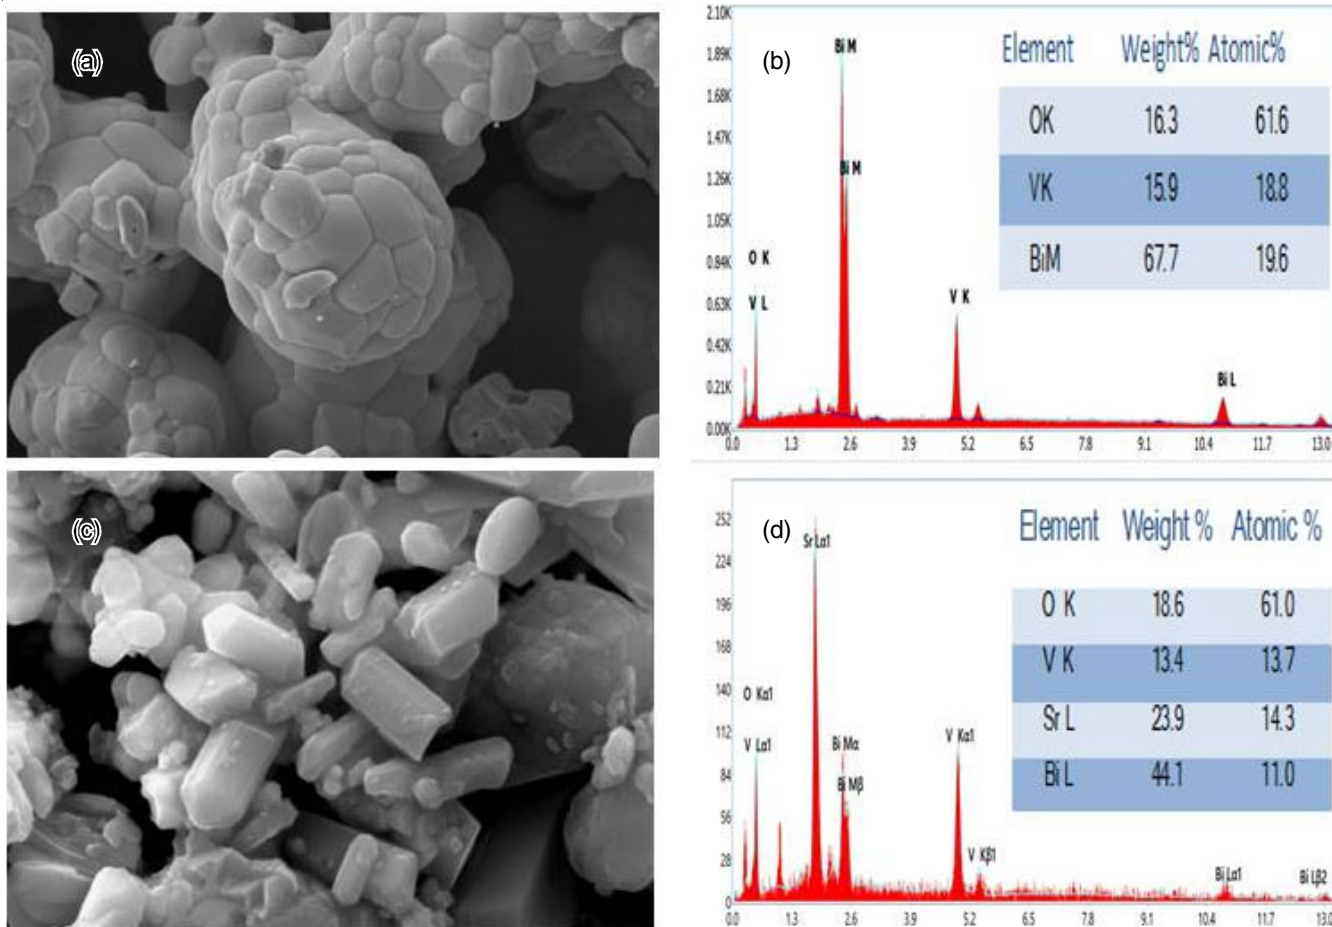 (a)
(b)
Element Weight% Atomic%
OK 16.3 61.6
VK 15.9 18.8
BiM 67.7 19.6
Bi M
Bi M
O K
V L
V K
Bi L
2.10K
1.89K
1.68K
1.47K
1.26K
1.05K
0.84K
0.63K
0.42K
0.21K
0.00K
0.0 1.3 2.6 3.9 5.2 6.5 7.8 9.1 10.4 11.7 13.0
(c)
(d)
Element Weight % Atomic %
O K 18.6 61.0
V K 13.4 13.7
Sr L 23.9 14.3
Bi L 44.1 11.0
Sr Lα1
O Kα1
V Lα1
Bi Mα
Bi Mβ
V Kα1
V Kβ1
Bi Lα1
Bi Lβ2
252
224
196
168
140
112
84
56
28
0
0.0 1.3 2.6 3.9 5.2 6.5 7.8 9.1 10.4 11.7 13.0